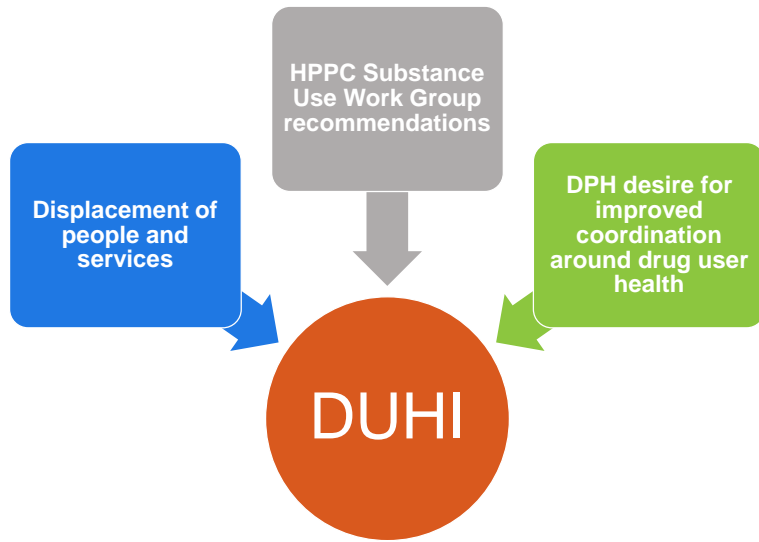 HPPC Substance
Use Work Group
recommendations
Displacement of
people and
services
DPH desire for
improved
coordination
around drug user
health
DUHI